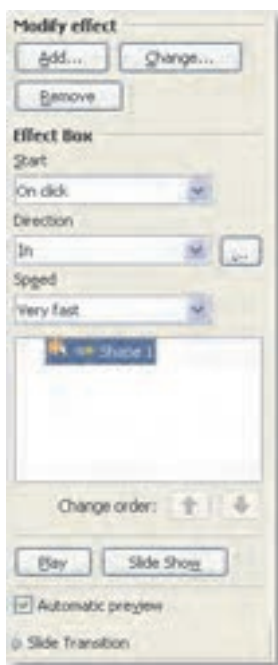 Modify effect
Add... Change...
Remove
Effect Box
Start
On click
Direction
In ...
Speed
Very fast
Shape 1
Change order:
Play Slide Show
Automatic preview
Slide Transition